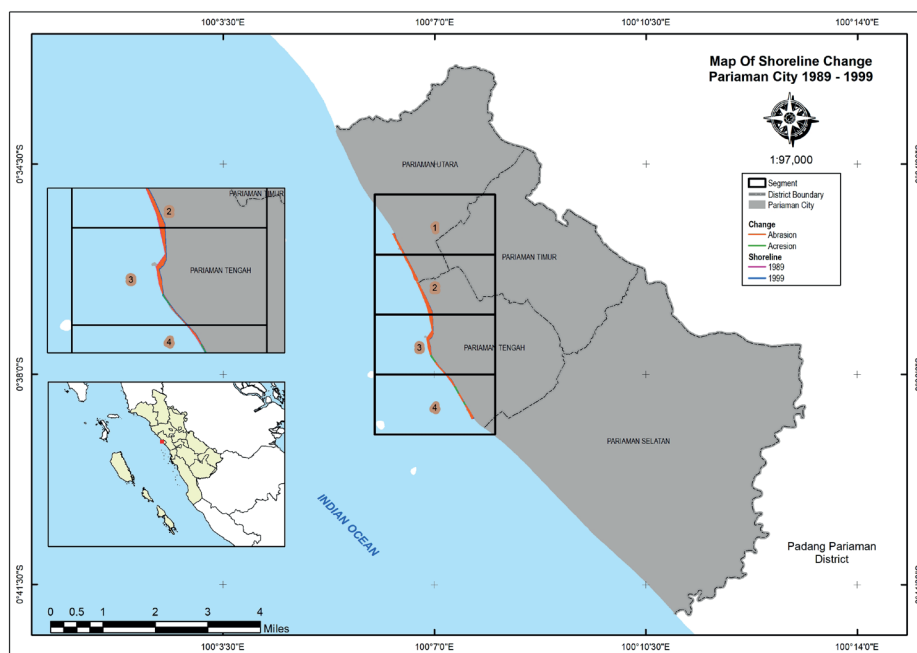 100°3'30"E
100°7'0"E
100°10'30"E
100°14'0"E
Map Of Shoreline Change
Pariaman City 1989 - 1999
1:97,000
Segment
District Boundary
Pariaman City
Change
Abrasion
Acresion
Shoreline
1989
1999
0°34'30"S
0°38'0"S
0°41'30"S
PARIAMAN UTARA
PARIAMAN TIMUR
PARIAMAN TENGAH
PARIAMAN SELATAN
1
2
3
4
PARIAMAN TIMUR
2
PARIAMAN TENGAH
3
4
INDIAN OCEAN
Padang Pariaman
District
0 0.5 1 2 3 4
Miles
100°3'30"E
100°7'0"E
100°10'30"E
100°14'0"E